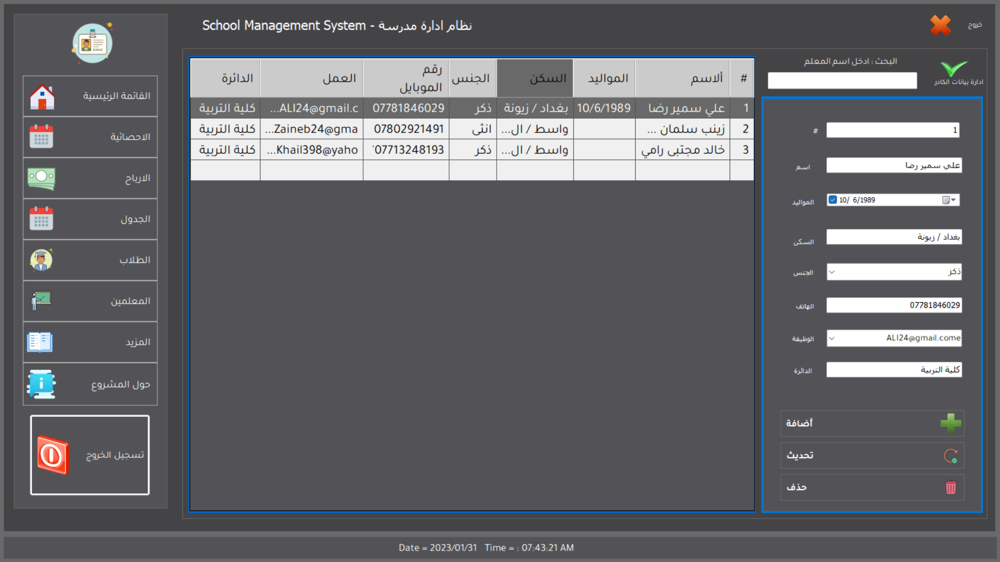 خروج
نظام ادارة مدرسة - School Management System
القائمة الرئيسية
الاحصائية
الارباح
الجدول
الطلاب
المعلمين
المزيد
حول المشروع
تسجيل الخروج
ادارة بيانات الكادر
البحث : ادخل اسم المعلم
# ألاسم المواليد السكن الجنس رقم الموبايل العمل الدائرة
1 علي سمير رضا 10/6/1989 بغداد / زيونة ذكر 07781846029 ALI24@gmail.c... كلية التربية
2 زينب سلمان ... واسط / ال... انثى 07802921491 Zaineb24@gma... كلية التربية
3 خالد مجتبى رامي واسط / ال... ذكر 07713248193' Khail398@yaho... كلية التربية
# 1
اسم علي سمير رضا
المواليد 10/ 6/1989
السكن بغداد / زيونة
الجنس ذكر
الهاتف 07781846029
الوظيفة ALI24@gmail.come
الدائرة كلية التربية
أضافة
تحديث
حذف
Date = 2023/01/31 Time = : 07:43:21 AM